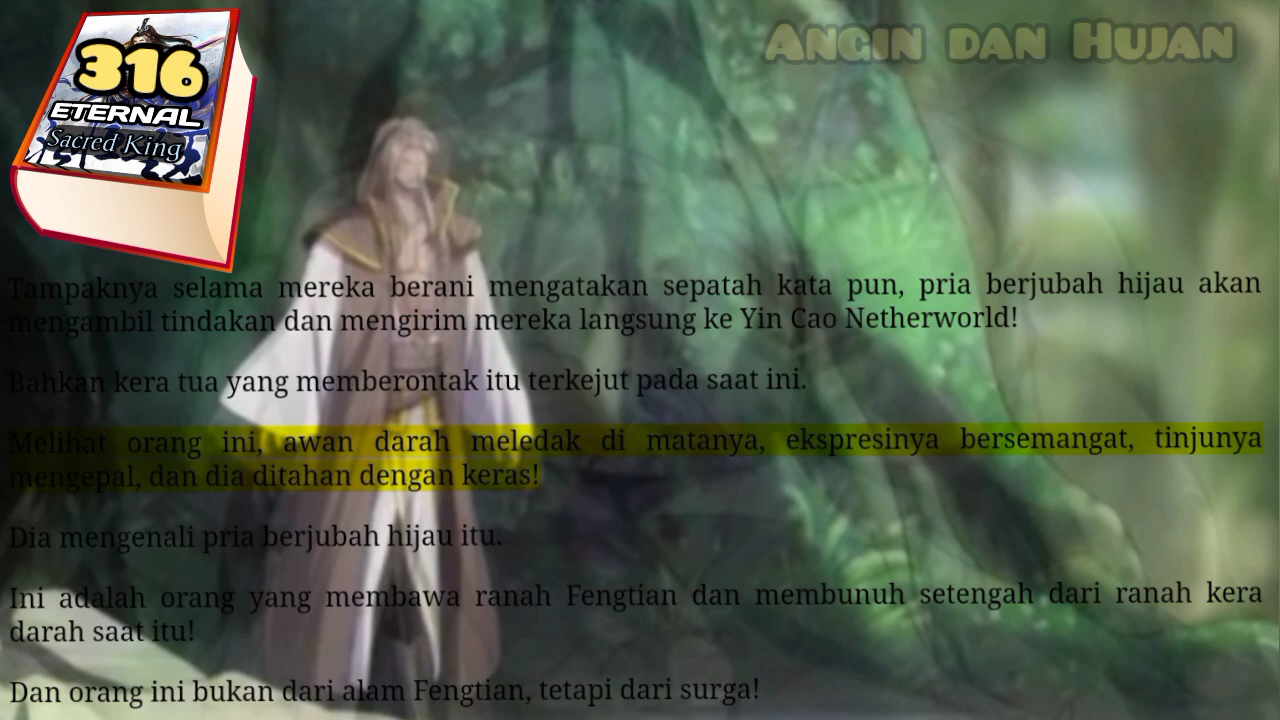 Angin dan Hujan
316
ETERNAL
Sacred King
Tampaknya selama mereka berani mengatakan sepatah kata pun, pria berjubah hijau akan
mengambil tindakan dan mengirim mereka langsung ke Yin Cao Netherworld!
Bahkan kera tua yang memberontak itu terkejut pada saat ini.
Melihat orang ini, awan darah meledak di matanya, ekspresinya bersemangat, tinjunya
mengepal, dan dia ditahan dengan keras!
Dia mengenali pria berjubah hijau itu.
Ini adalah orang yang membawa ranah Fengtian dan membunuh setengah dari ranah kera
darah saat itu!
Dan orang ini bukan dari alam Fengtian, tetapi dari surga!